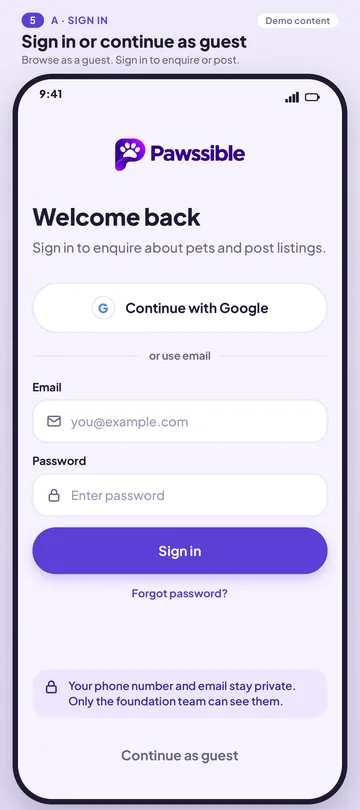 5 A · SIGN IN
Demo content
Sign in or continue as guest
Browse as a guest. Sign in to enquire or post.
9:41
Pawssible
Welcome back
Sign in to enquire about pets and post listings.
G Continue with Google
or use email
Email
you@example.com
Password
Enter password
Sign in
Forgot password?
Your phone number and email stay private.
Only the foundation team can see them.
Continue as guest